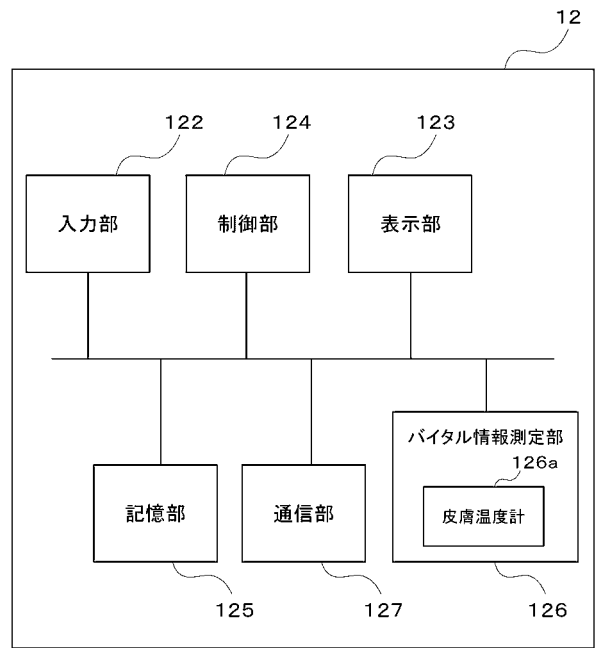 12
122
124
123
入力部
制御部
表示部
バイタル情報測定部
126a
皮膚温度計
記憶部
通信部
125
127
126